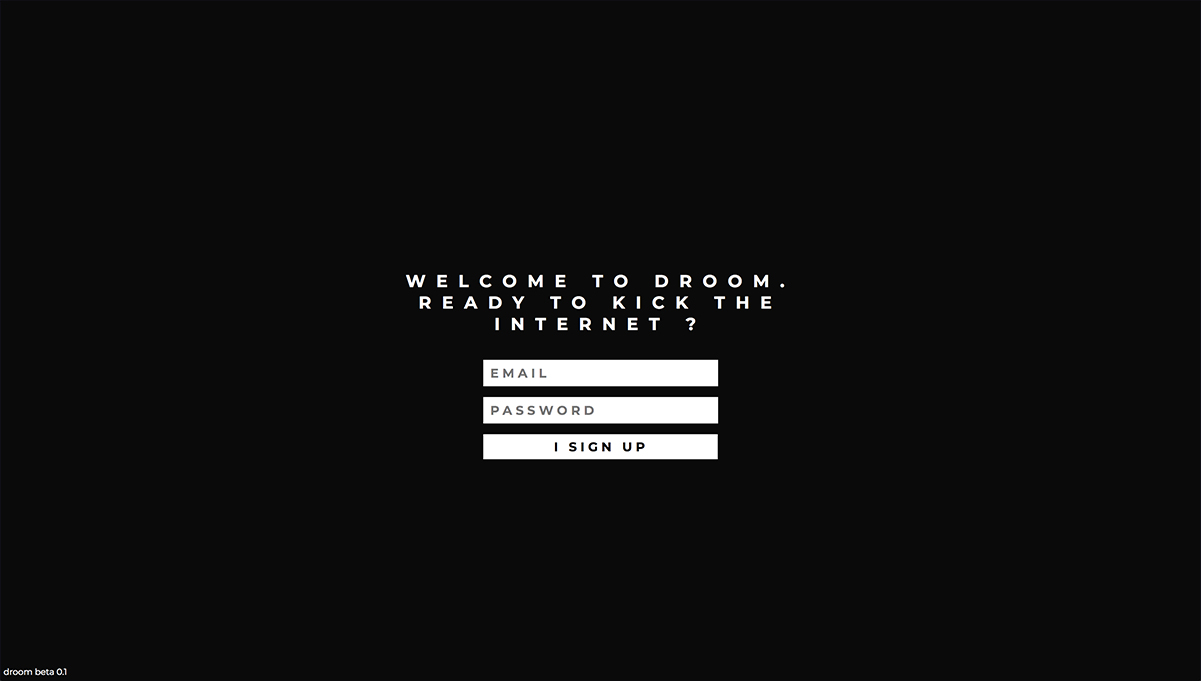 WELCOME TO DROOM.
READY TO KICK THE
INTERNET ?
EMAIL
PASSWORD
I SIGN UP
droom beta 0.1